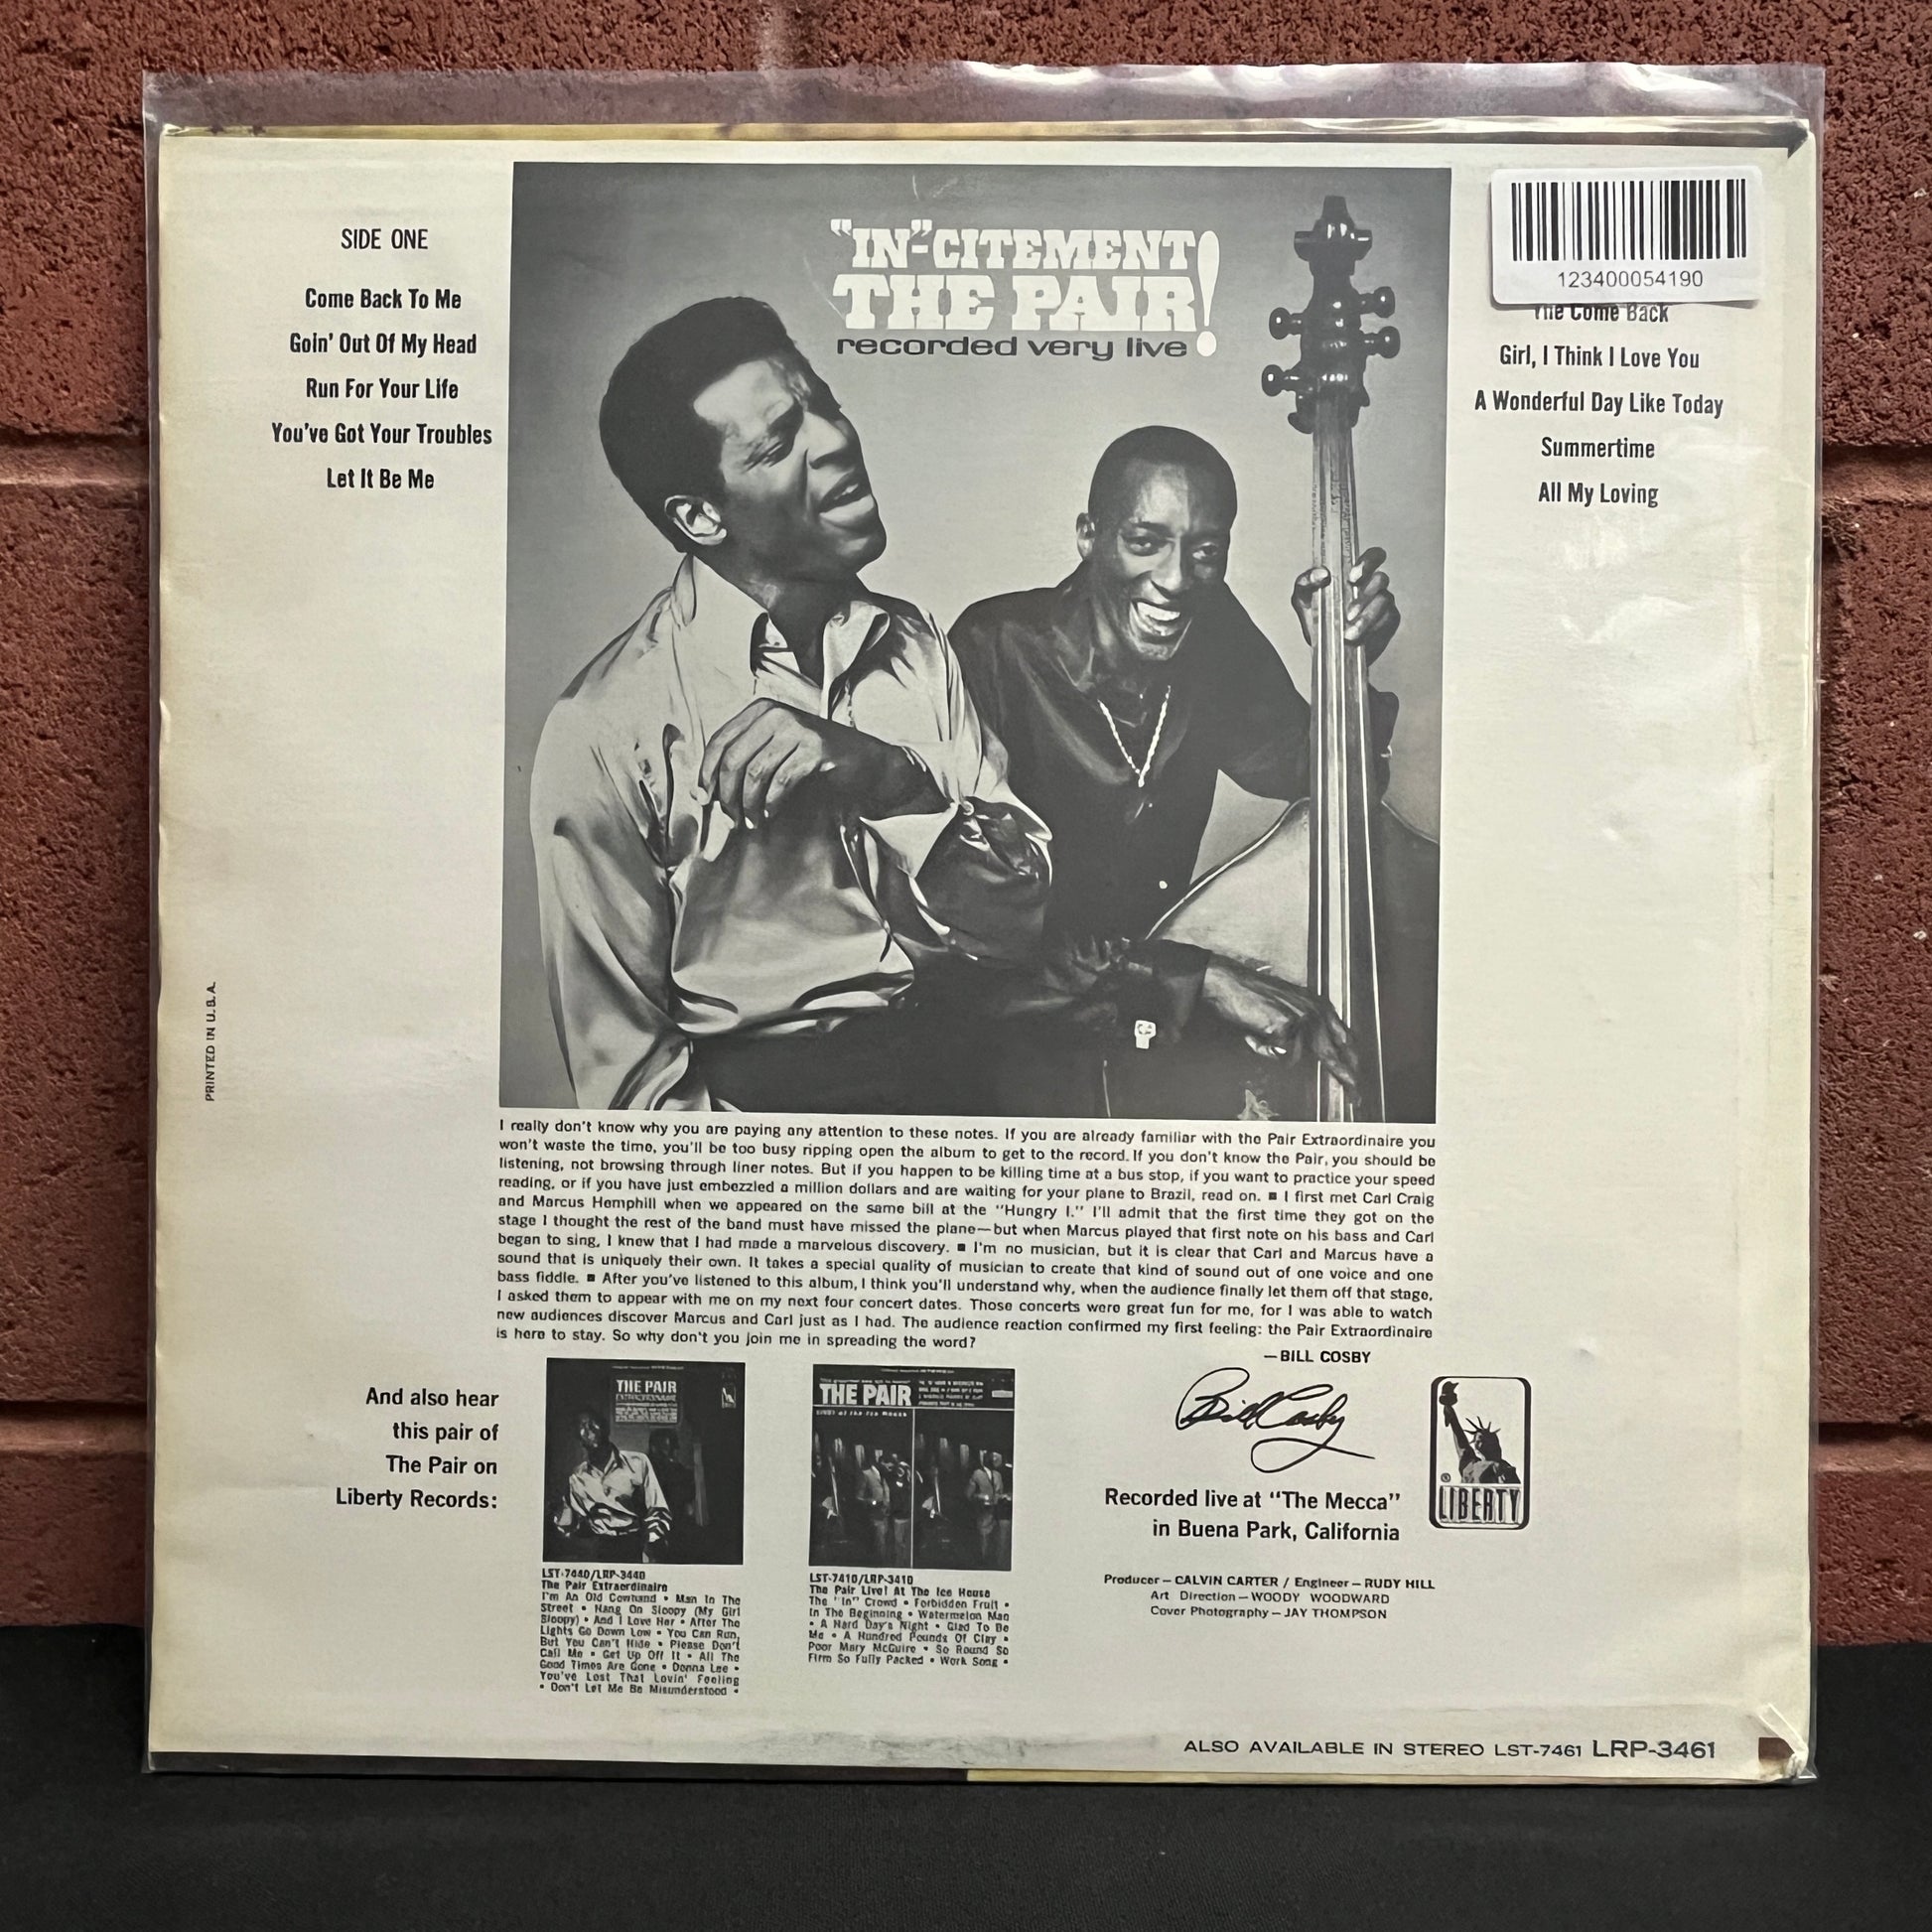 SIDE ONE
Come Back To Me
Goin' Out Of My Head
Run For Your Life
You've Got Your Troubles
Let It Be Me
"IN-"CITEMENT
THE PAIR!
recorded very live
123400054190
The Come Back
Girl, I Think I Love You
A Wonderful Day Like Today
Summertime
All My Loving
PRINTED IN U.S.A.
I really don't know why you are paying any attention to these notes. If you are already familiar with the Pair Extraordinaire you
won't waste the time, you'll be too busy ripping open the album to get to the record. If you don't know the Pair, you should be
listening, not browsing through liner notes. But if you happen to be killing time at a bus stop, if you want to practice your speed
reading, or if you have just embezzled a million dollars and are waiting for your plane to Brazil, read on. ■ I first met Carl Craig
and Marcus Hemphill when we appeared on the same bill at the "Hungry I." I'll admit that the first time they got on the
stage I thought the rest of the band must have missed the plane—but when Marcus played that first note on his bass and Carl
began to sing, I knew that I had made a marvelous discovery. ■ I'm no musician, but it is clear that Carl and Marcus have a
sound that is uniquely their own. It takes a special quality of musician to create that kind of sound out of one voice and one
bass fiddle. ■ After you've listened to this album, I think you'll understand why, when the audience finally let them off that stage,
I asked them to appear with me on my next four concert dates. Those concerts were great fun for me, for I was able to watch
new audiences discover Marcus and Carl just as I had. The audience reaction confirmed my first feeling: the Pair Extraordinaire
is here to stay. So why don't you join me in spreading the word?
—BILL COSBY
Bill Cosby
And also hear
this pair of
The Pair on
Liberty Records:
THE PAIR
EXTRAORDINAIRE
LST-7440/LRP-3440
The Pair Extraordinaire
I'm An Old Cowhand • Man In The
Street • Hang On Sloopy (My Girl
Sloopy) • And I Love Her • After The
Lights Go Down Low • You Can Run,
But You Can't Hide • Please Don't
Call Me • Get Up Off It • All The
Good Times Are Gone • Donna Lee •
You've Lost That Lovin' Feeling
• Don't Let Me Be Misunderstood •
THE PAIR
LIVE! at the Ice House
LST-7410/LRP-3410
The Pair Live! At The Ice House
The "In" Crowd • Forbidden Fruit •
In The Beginning • Watermelon Man
• A Hard Day's Night • Glad To Be
Me • A Hundred Pounds Of Clay •
Poor Mary McGuire • So Round So
Firm So Fully Packed • Work Song •
Recorded live at "The Mecca"
in Buena Park, California
® LIBERTY
Producer — CALVIN CARTER / Engineer — RUDY HILL
Art Direction — WOODY WOODWARD
Cover Photography — JAY THOMPSON
ALSO AVAILABLE IN STEREO LST-7461 LRP-3461